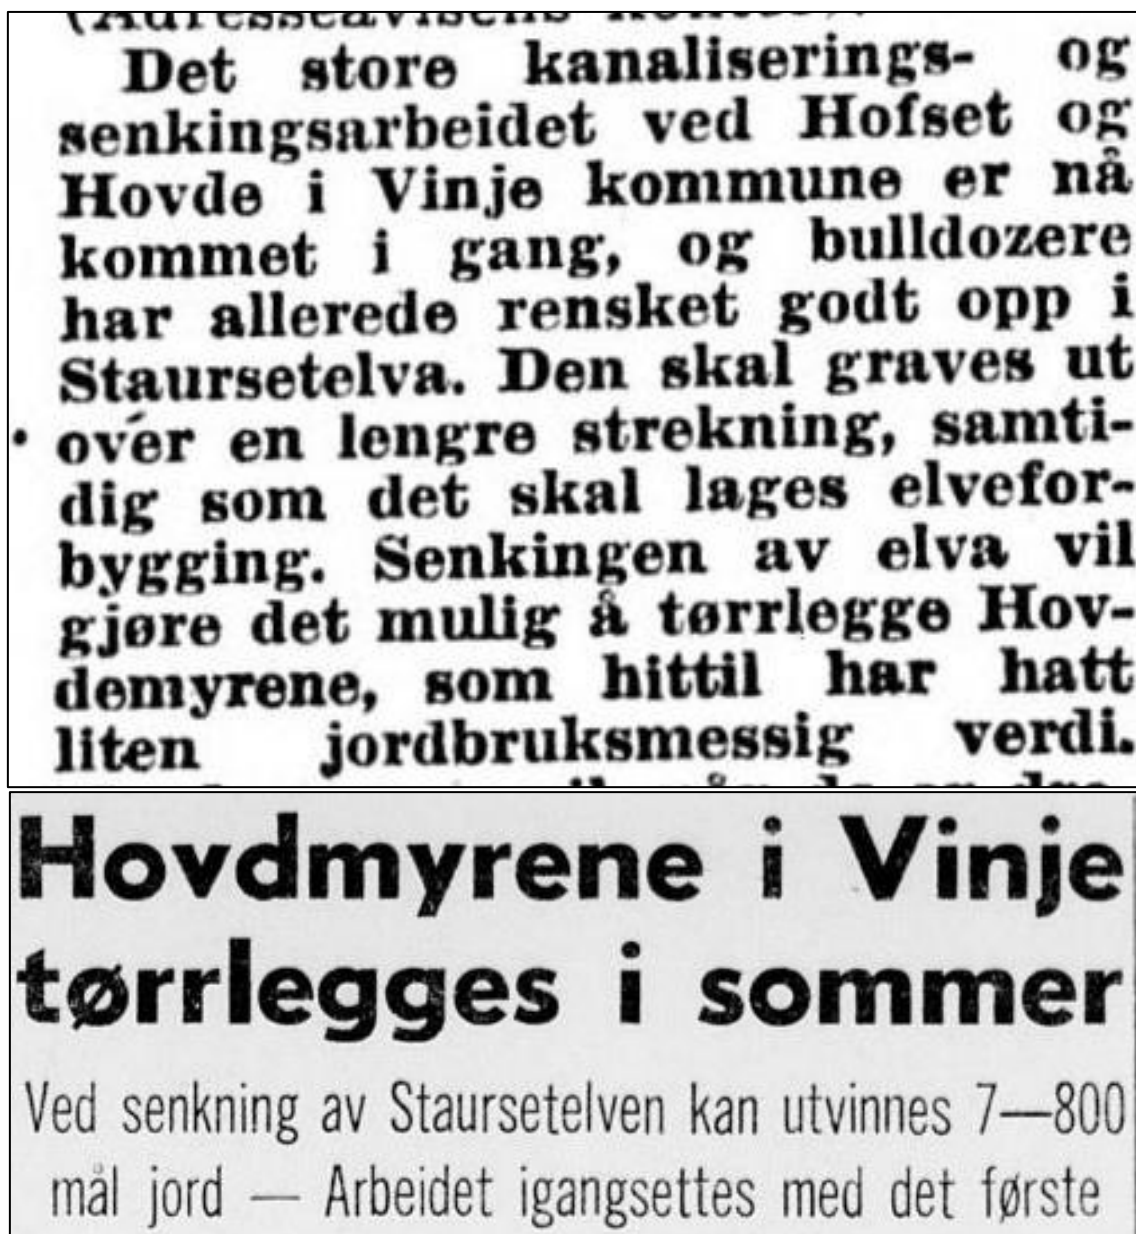 (Adresseavisens kontor).
Det store kanaliserings- og
senkingsarbeidet ved Hofset og
Hovde i Vinje kommune er nå
kommet i gang, og bulldozere
har allerede rensket godt opp i
Staursetelva. Den skal graves ut
over en lengre strekning, samti-
dig som det skal lages elvefor-
bygging. Senkingen av elva vil
gjøre det mulig å tørrlegge Hov-
demyrene, som hittil har hatt
liten jordbruksmessig verdi.
Hovdmyrene i Vinje
tørrlegges i sommer
Ved senkning av Staursetelven kan utvinnes 7—800
mål jord — Arbeidet igangsettes med det første